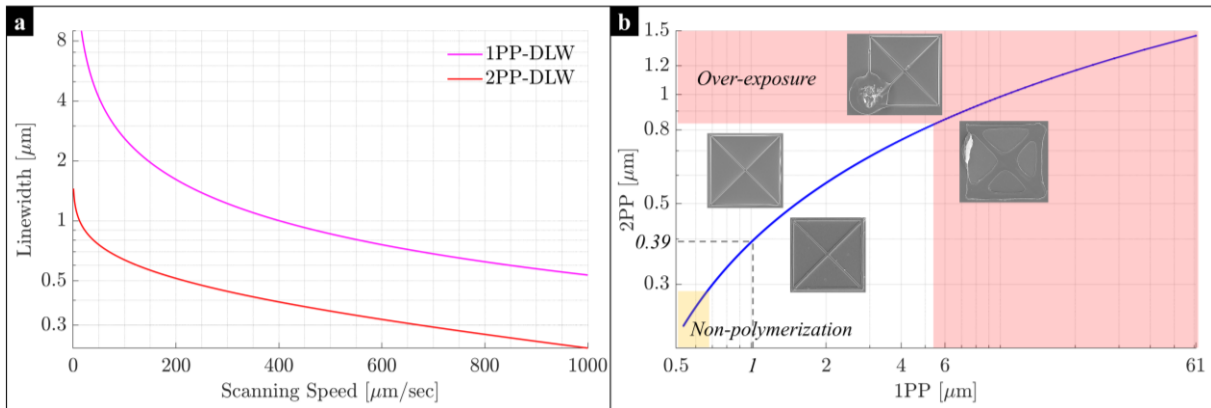 a
8
4
2
1
0.5
0.3
Linewidth [μm]
1PP-DLW
2PP-DLW
0
200
400
600
800
1000
Scanning Speed [μm/sec]
b
1.5
1.2
1
0.8
0.5
0.39
0.3
2PP [μm]
Over-exposure
Non-polymerization
0.5
1
2
4
6
61
1PP [μm]